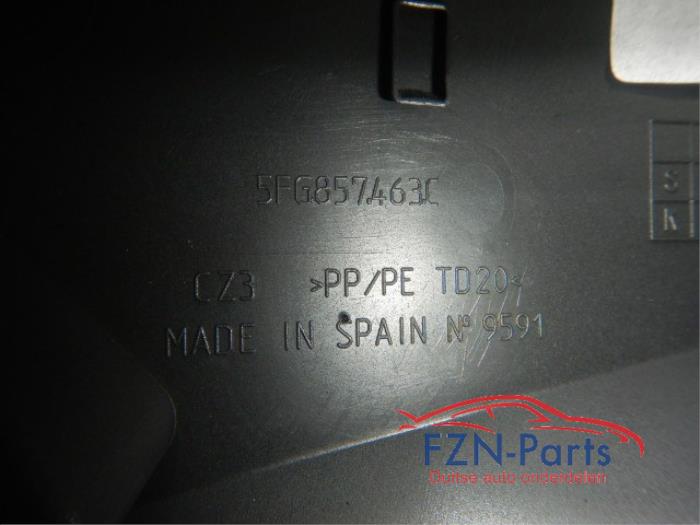 5FG857463C
S
K
CZ3 >PP/PE TD20<
MADE IN SPAIN Nº 9591
FZN-Parts
Duitse auto onderdelen